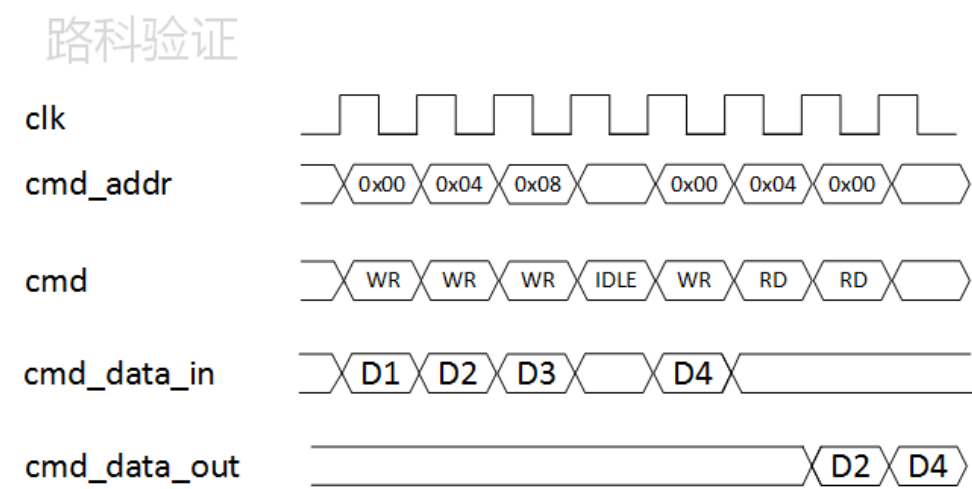 路科验证
clk
cmd_addr 0x00 0x04 0x08 0x00 0x04 0x00
cmd WR WR WR IDLE WR RD RD
cmd_data_in D1 D2 D3 D4
cmd_data_out D2 D4